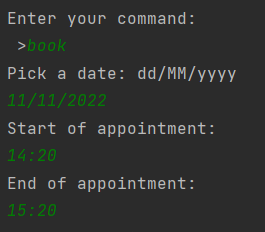 Enter your command:
 >book
Pick a date: dd/MM/yyyy
11/11/2022
Start of appointment:
14:20
End of appointment:
15:20